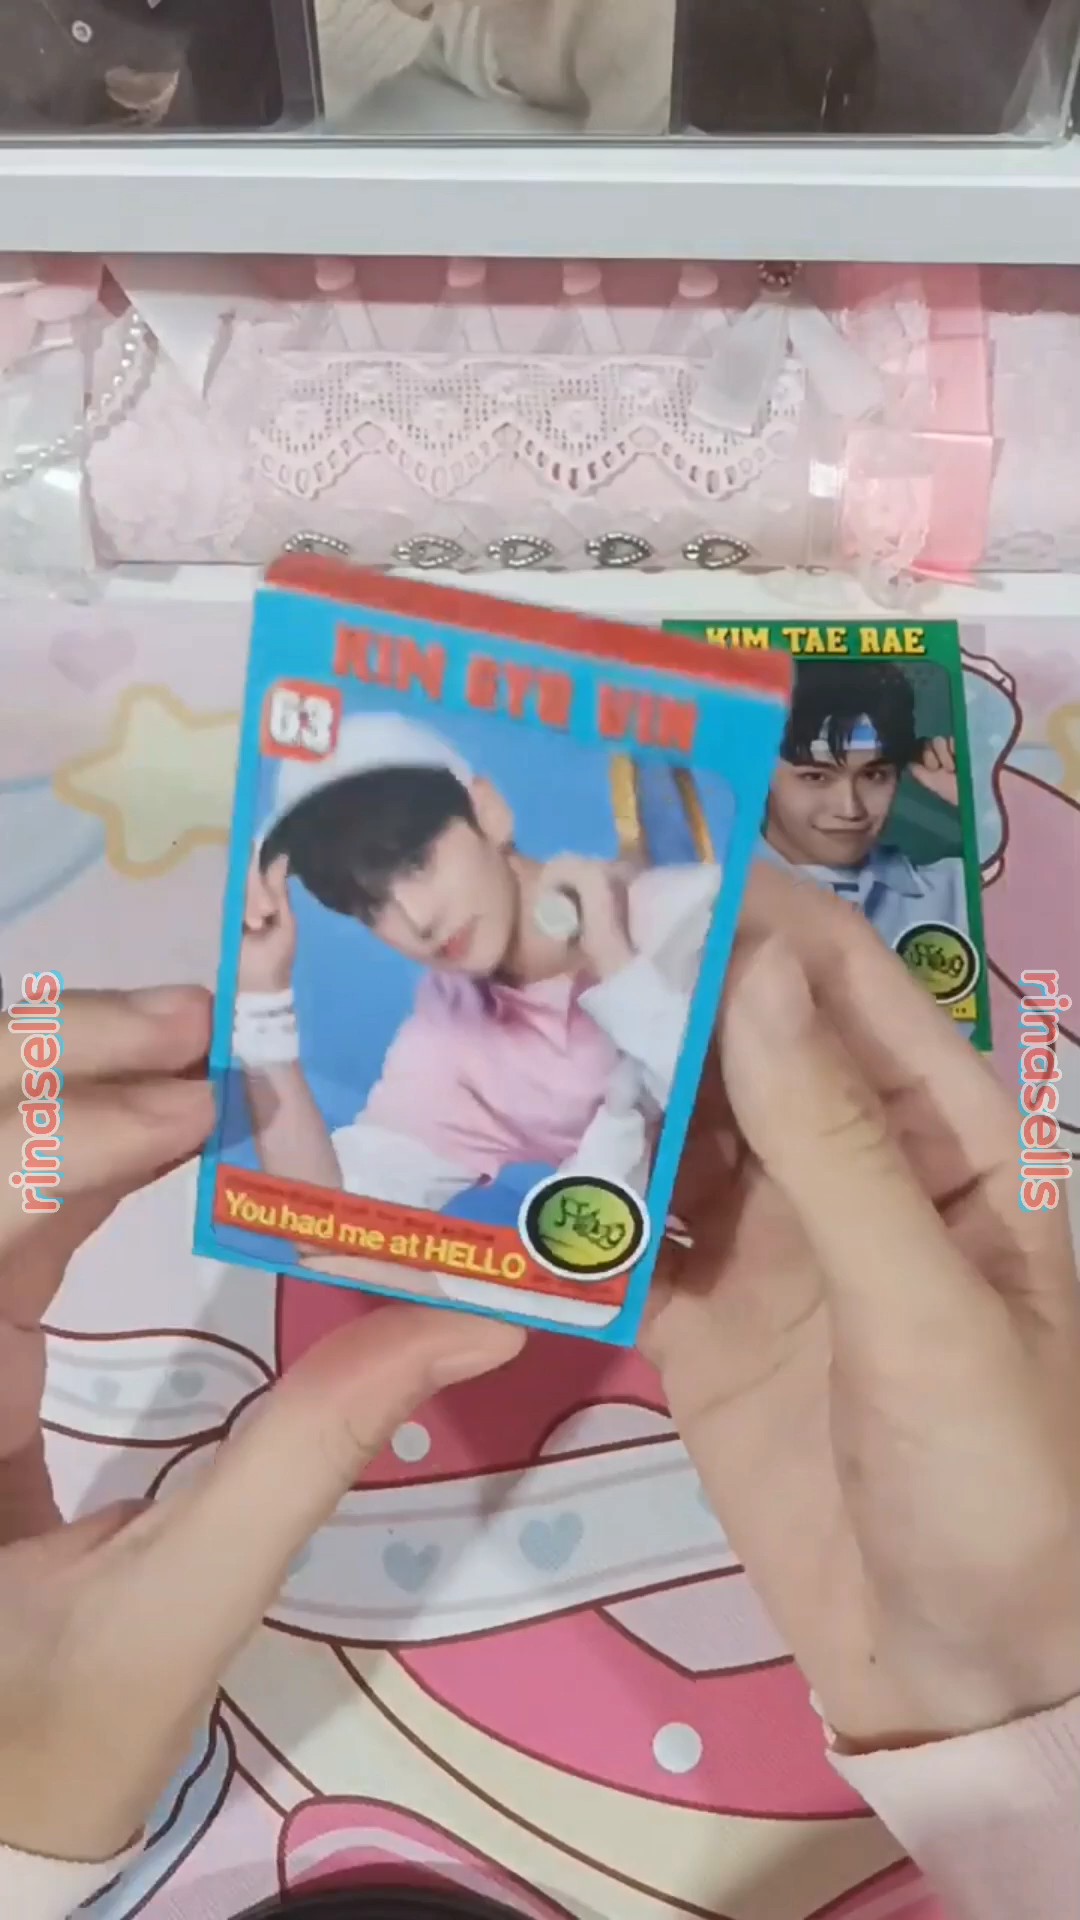 KIM TAE RAE
KIM GYU VIN
63
You had me at HELLO
rinasells
rinasells